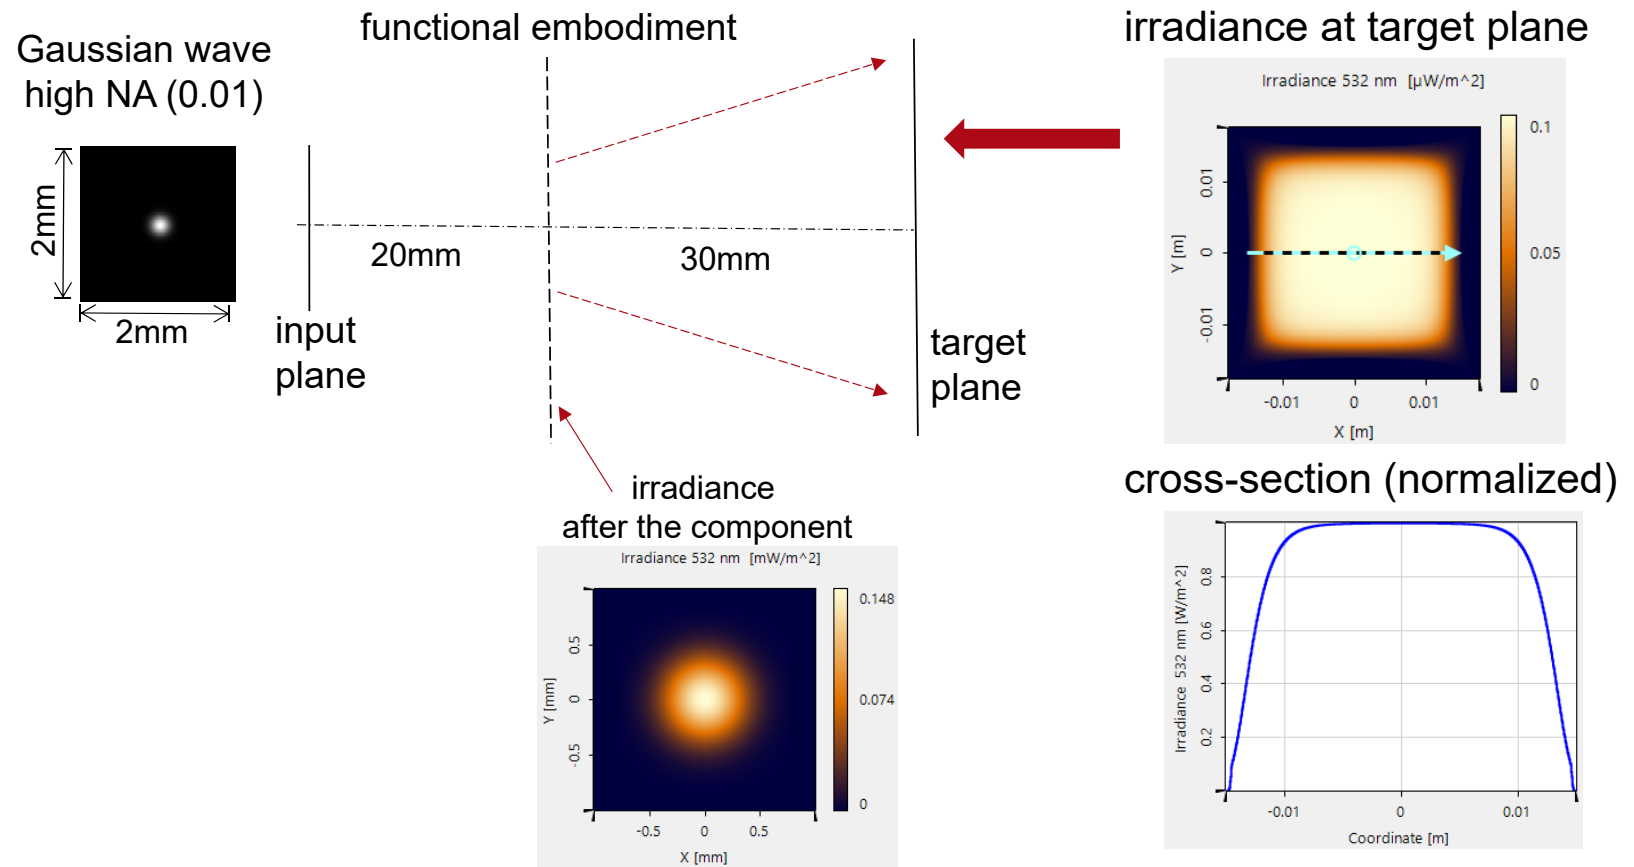 functional embodiment
Gaussian wave
high NA (0.01)
2mm
2mm
input
plane
20mm
30mm
target
plane
irradiance
after the component
Irradiance 532 nm [mW/m^2]
0.148
0.074
0
0.5
0
-0.5
Y [mm]
-0.5
0
0.5
X [mm]
irradiance at target plane
Irradiance 532 nm [µW/m^2]
0.1
0.05
0
0.01
0
-0.01
Y [m]
-0.01
0
0.01
X [m]
cross-section (normalized)
Irradiance 532 nm [W/m^2]
0.8
0.6
0.4
0.2
-0.01
0
0.01
Coordinate [m]